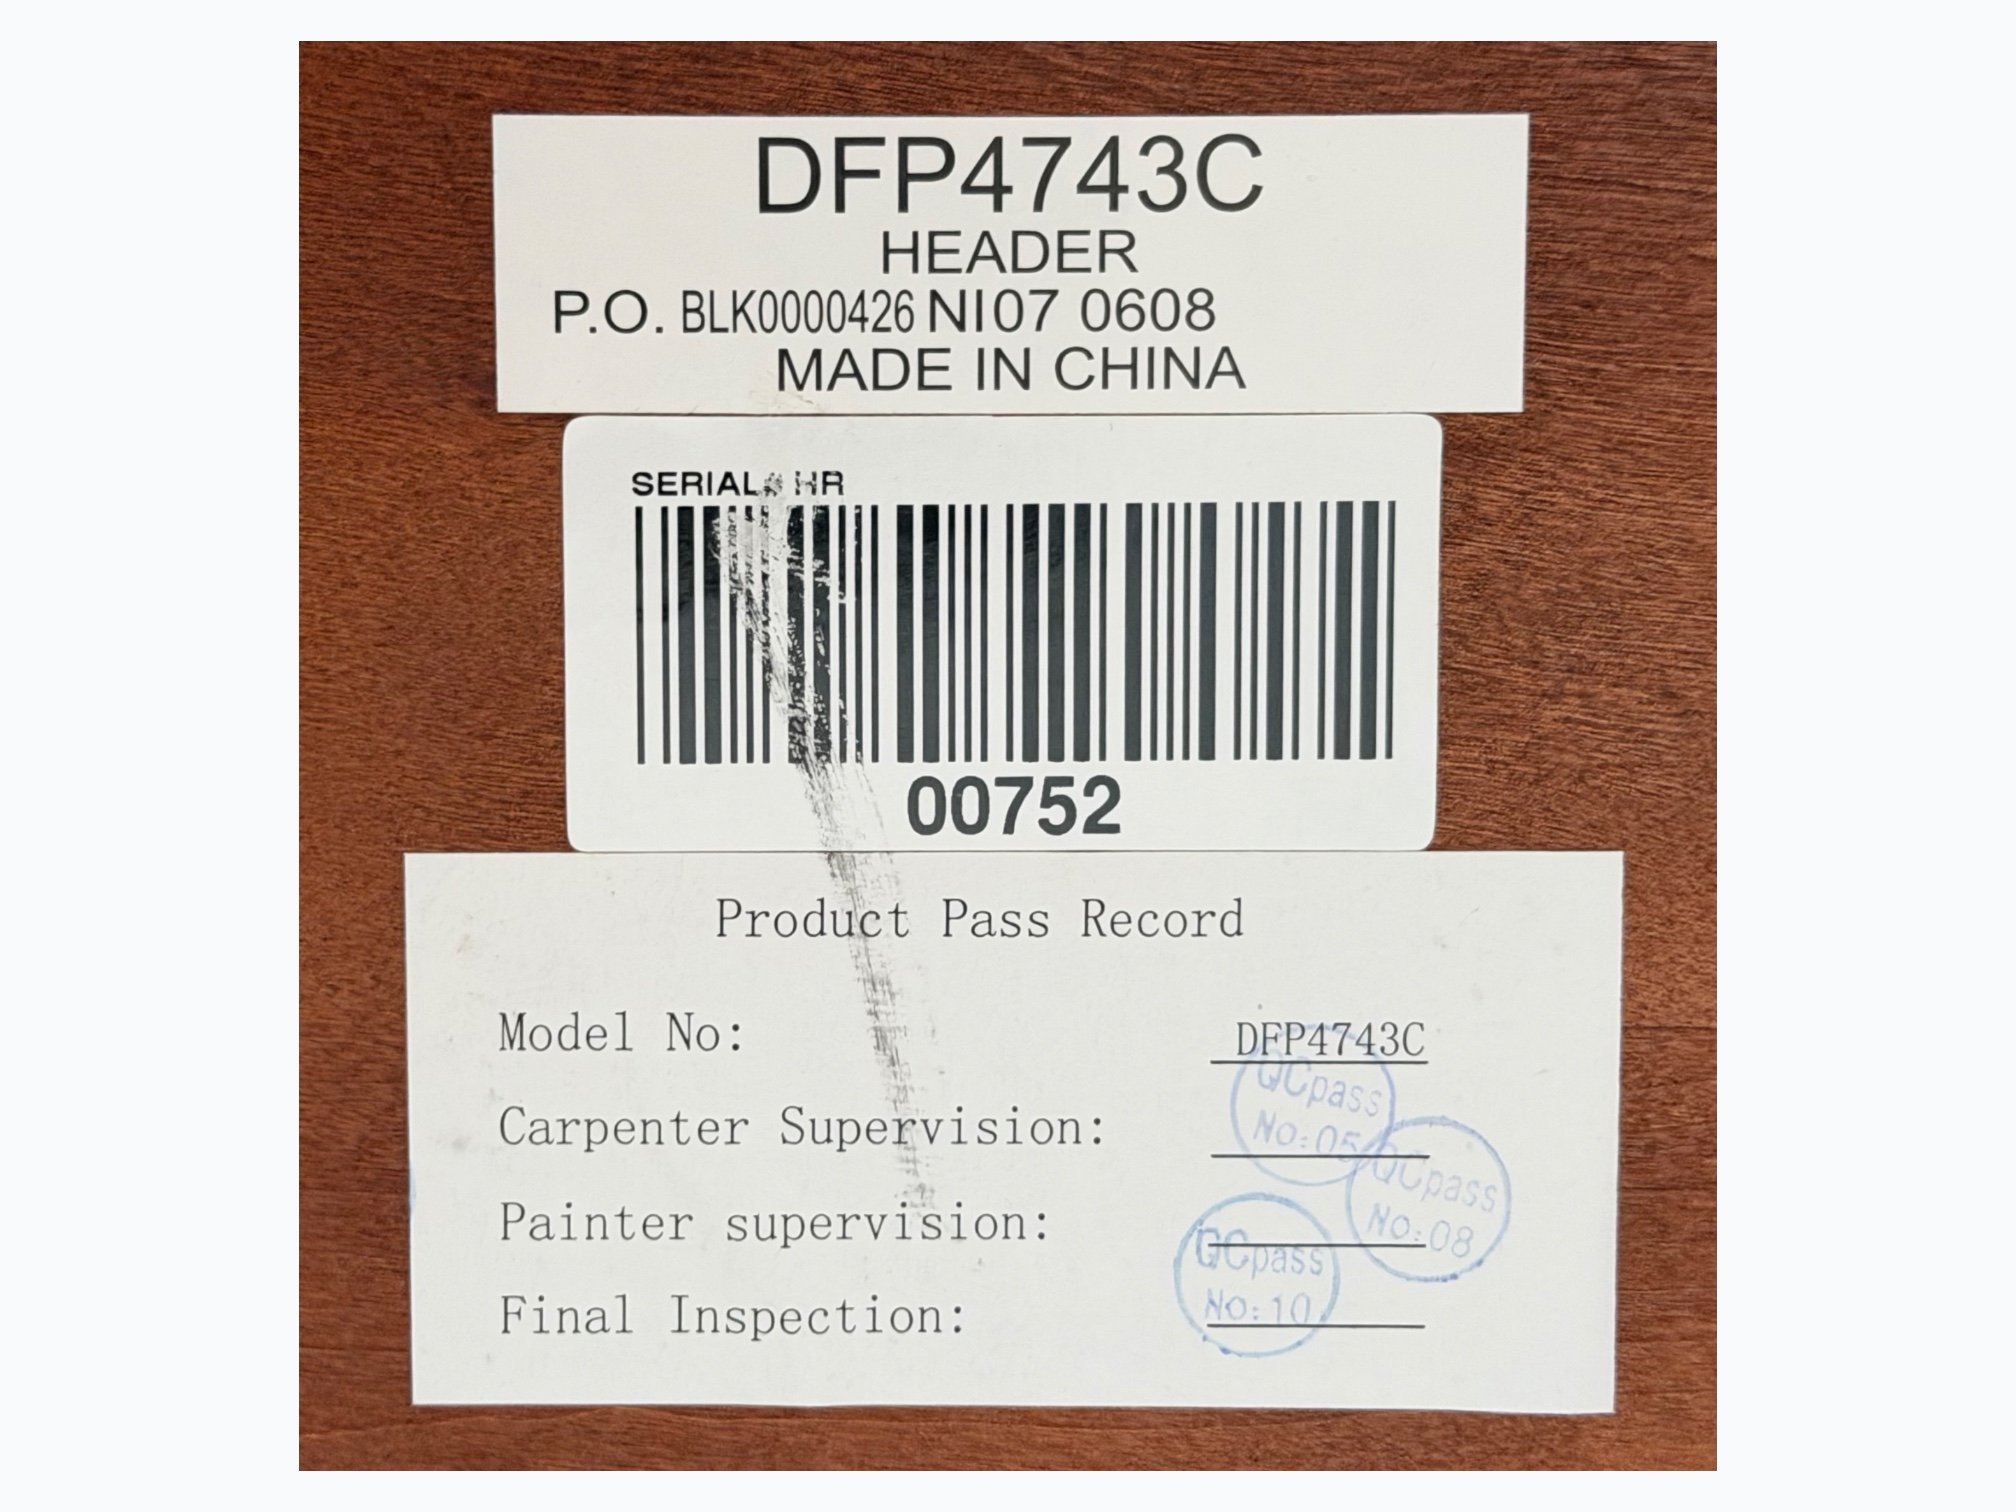 DFP4743C
HEADER
P.O. BLK0000426 NI07 0608
MADE IN CHINA
SERIAL# HR
00752
Product Pass Record
Model No: DFP4743C
Carpenter Supervision:
QCpass
No:05
QCpass
No:08
Painter supervision:
QCpass
No:10
Final Inspection: